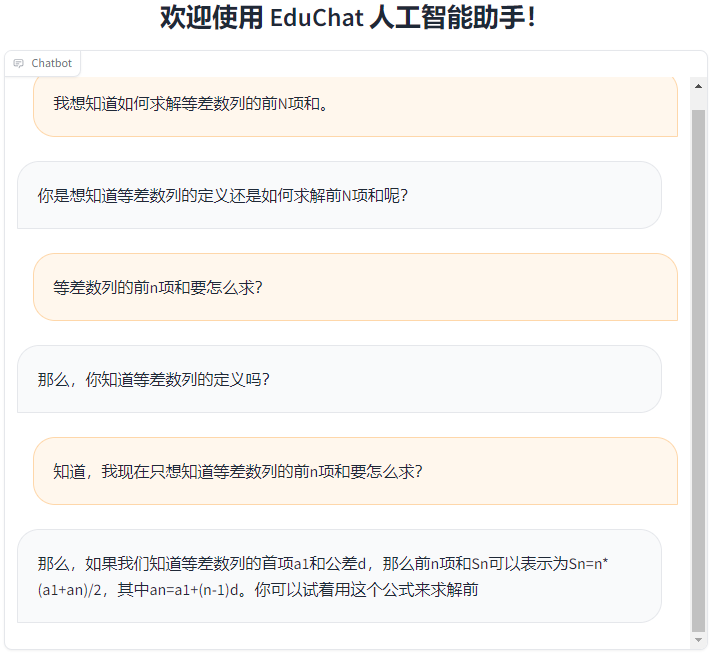 欢迎使用 EduChat 人工智能助手！
Chatbot
我想知道如何求解等差数列的前N项和。
你是想知道等差数列的定义还是如何求解前N项和呢？
等差数列的前n项和要怎么求？
那么，你知道等差数列的定义吗？
知道，我现在只想知道等差数列的前n项和要怎么求？
那么，如果我们知道等差数列的首项a1和公差d，那么前n项和Sn可以表示为Sn=n*
(a1+an)/2，其中an=a1+(n-1)d。你可以试着用这个公式来求解前